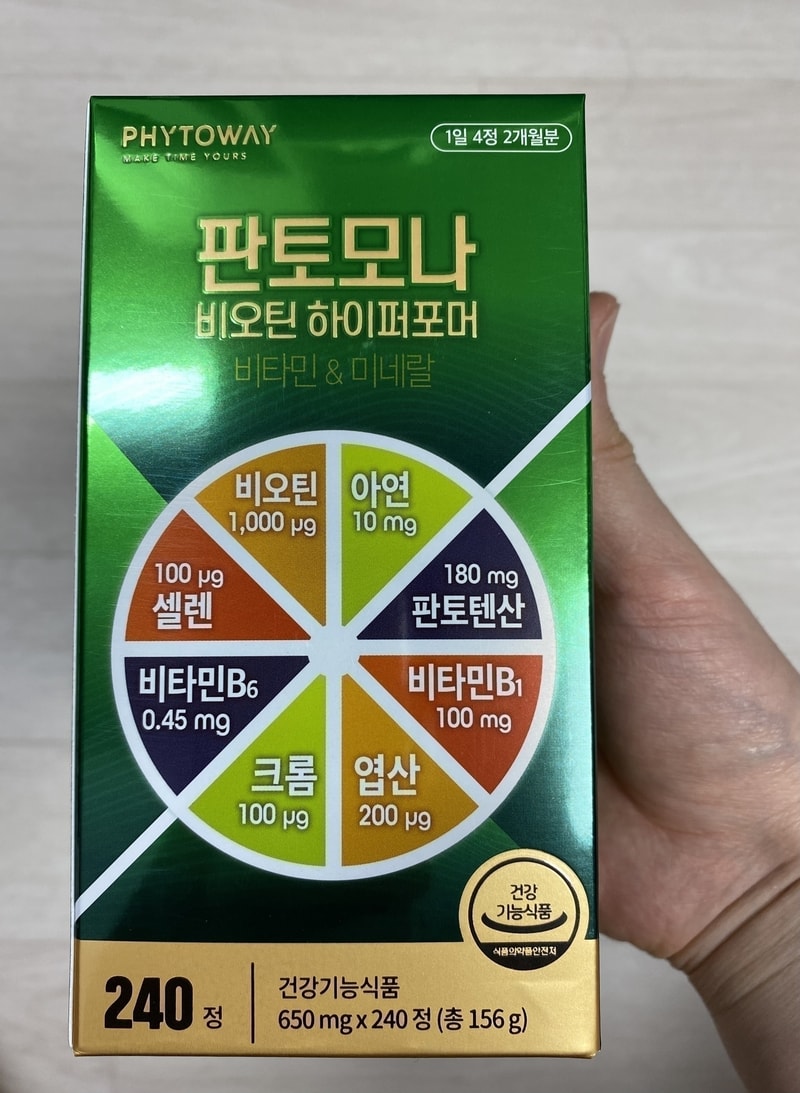 PHYTOWAY
MAKE TIME YOURS
1일 4정 2개월분
판토모나
비오틴 하이퍼포머
비타민 & 미네랄
비오틴
1,000 µg
아연
10 mg
100 µg
셀렌
180 mg
판토텐산
비타민B6
0.45 mg
비타민B1
100 mg
크롬
100 µg
엽산
200 µg
건강
기능식품
식품의약품안전처
240 정
건강기능식품
650 mg x 240 정 (총 156 g)